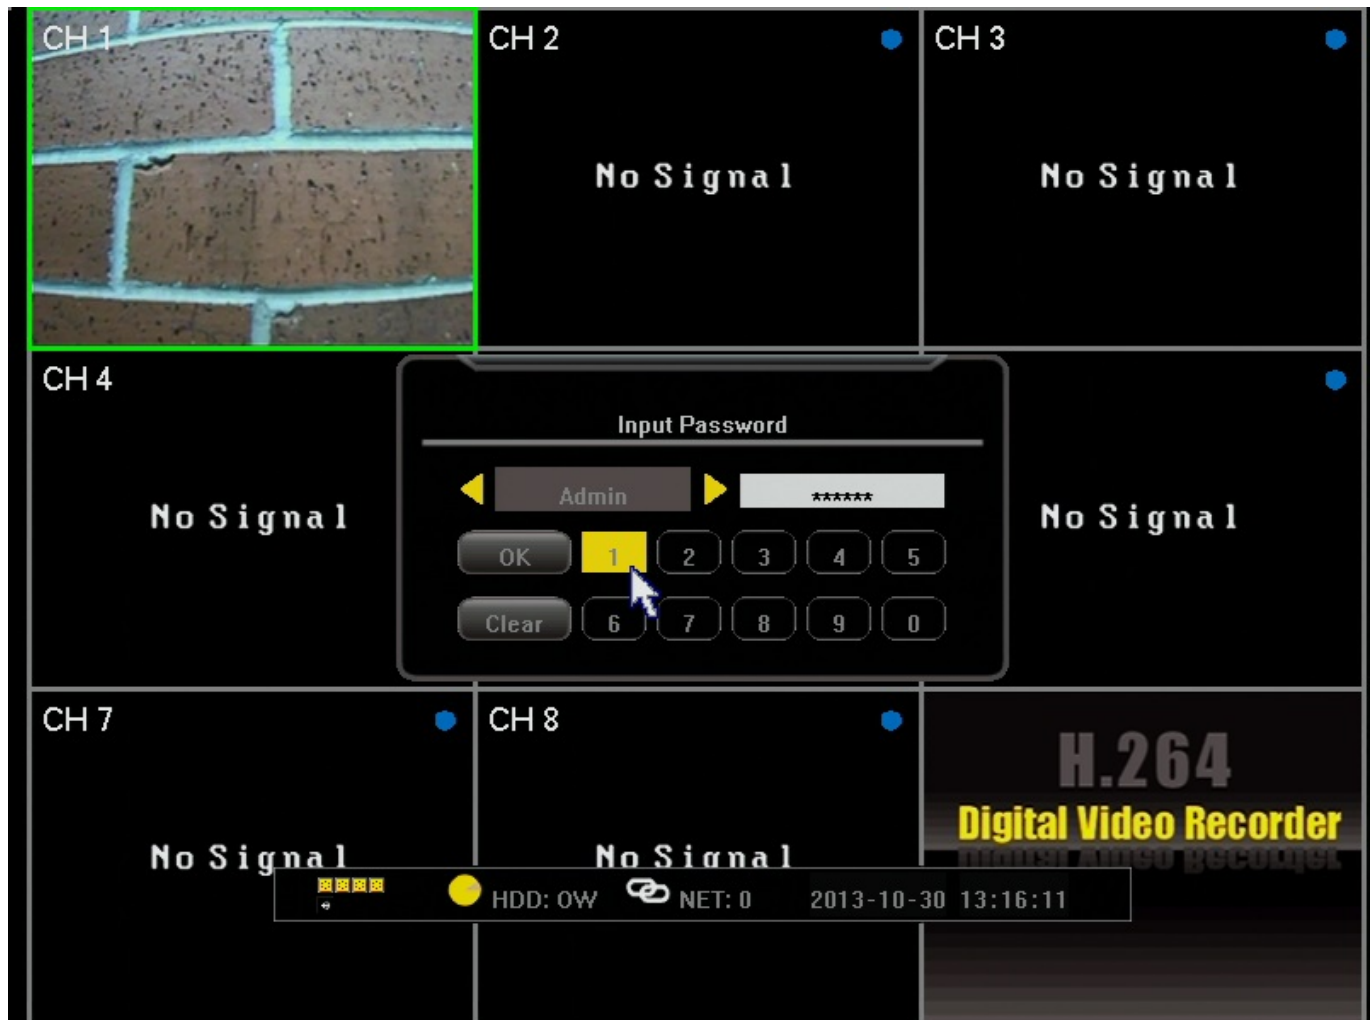 CH 1
CH 2
CH 3
No Signal
No Signal
CH 4
Input Password
Admin
******
No Signal
No Signal
OK 1 2 3 4 5
Clear 6 7 8 9 0
CH 7
CH 8
H.264
Digital Video Recorder
No Signal
No Signal
HDD: OW NET: 0 2013-10-30 13:16:11